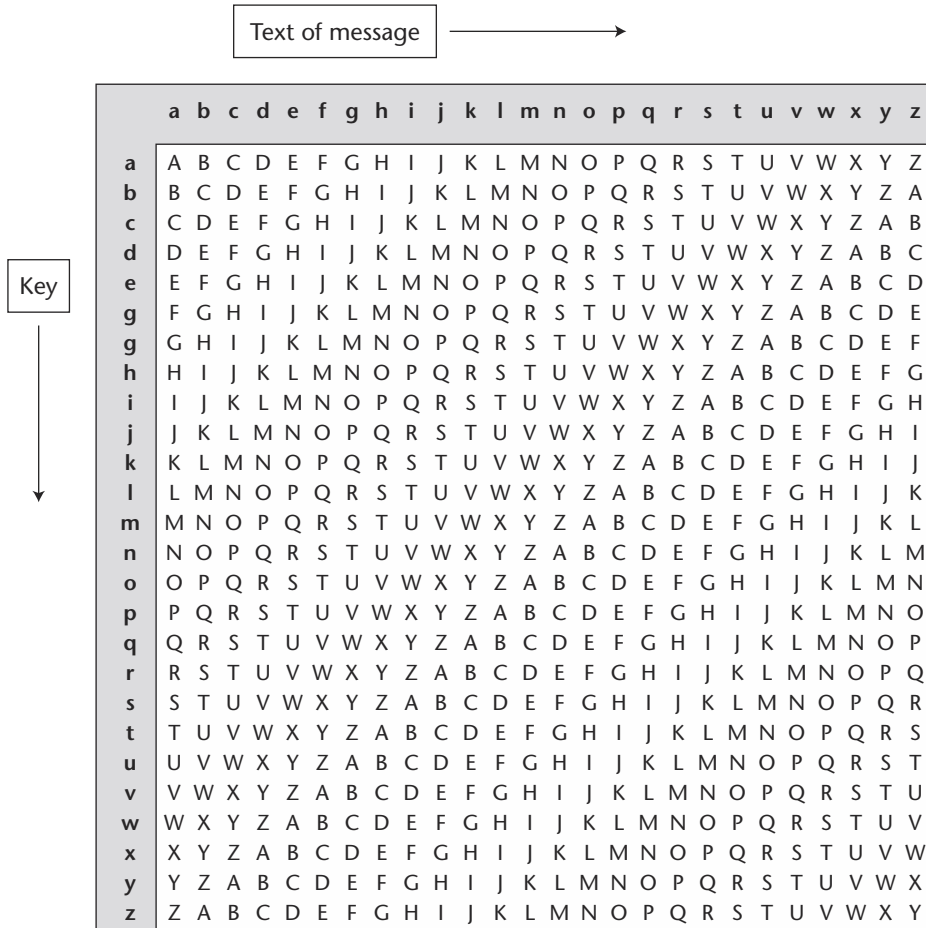 Text of message
a b c d e f g h i j k l m n o p q r s t u v w x y z
a A B C D E F G H I J K L M N O P Q R S T U V W X Y Z
b B C D E F G H I J K L M N O P Q R S T U V W X Y Z A
c C D E F G H I J K L M N O P Q R S T U V W X Y Z A B
d D E F G H I J K L M N O P Q R S T U V W X Y Z A B C
Key
e E F G H I J K L M N O P Q R S T U V W X Y Z A B C D
g F G H I J K L M N O P Q R S T U V W X Y Z A B C D E
g G H I J K L M N O P Q R S T U V W X Y Z A B C D E F
h H I J K L M N O P Q R S T U V W X Y Z A B C D E F G
i I J K L M N O P Q R S T U V W X Y Z A B C D E F G H
j J K L M N O P Q R S T U V W X Y Z A B C D E F G H I
k K L M N O P Q R S T U V W X Y Z A B C D E F G H I J
l L M N O P Q R S T U V W X Y Z A B C D E F G H I J K
m M N O P Q R S T U V W X Y Z A B C D E F G H I J K L
n N O P Q R S T U V W X Y Z A B C D E F G H I J K L M
o O P Q R S T U V W X Y Z A B C D E F G H I J K L M N
p P Q R S T U V W X Y Z A B C D E F G H I J K L M N O
q Q R S T U V W X Y Z A B C D E F G H I J K L M N O P
r R S T U V W X Y Z A B C D E F G H I J K L M N O P Q
s S T U V W X Y Z A B C D E F G H I J K L M N O P Q R
t T U V W X Y Z A B C D E F G H I J K L M N O P Q R S
u U V W X Y Z A B C D E F G H I J K L M N O P Q R S T
v V W X Y Z A B C D E F G H I J K L M N O P Q R S T U
w W X Y Z A B C D E F G H I J K L M N O P Q R S T U V
x X Y Z A B C D E F G H I J K L M N O P Q R S T U V W
y Y Z A B C D E F G H I J K L M N O P Q R S T U V W X
z Z A B C D E F G H I J K L M N O P Q R S T U V W X Y